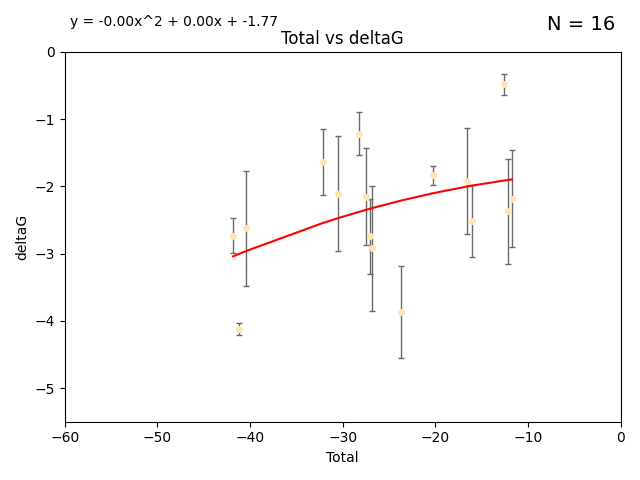 y = -0.00x^2 + 0.00x + -1.77
N = 16
Total vs deltaG
0
−1
−2
−3
−4
−5
deltaG
−60 −50 −40 −30 −20 −10 0
Total